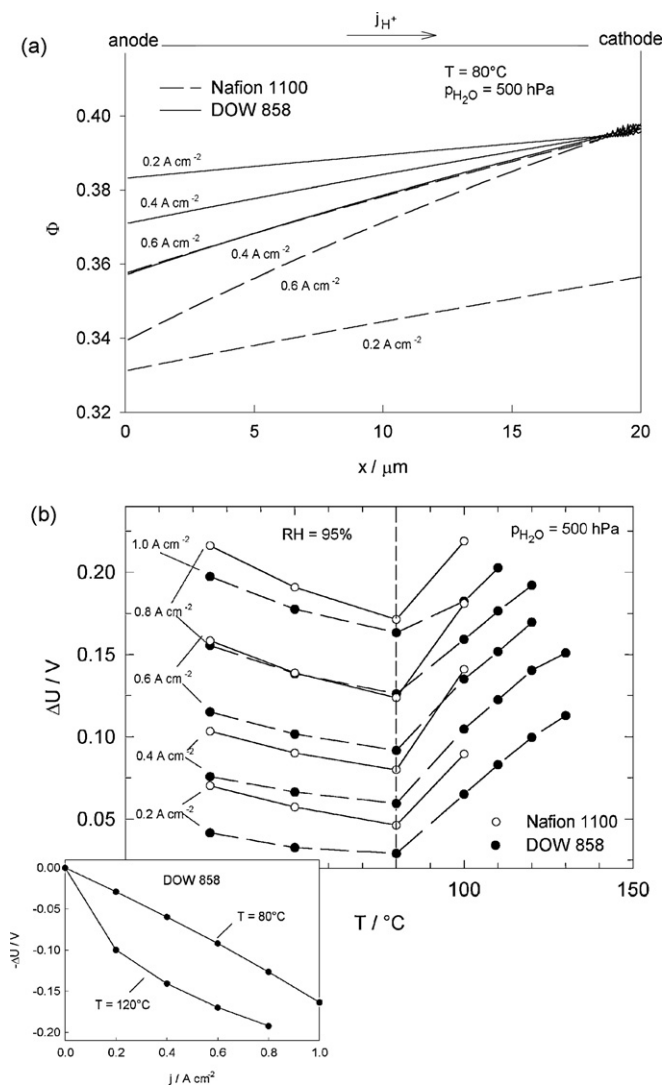 (a)
j_H+
anode
cathode
Nafion 1100
DOW 858
T = 80°C
p_H2O = 500 hPa
0.40
0.2 A cm⁻²
0.38
0.4 A cm⁻²
Φ
0.6 A cm⁻²
0.4 A cm⁻²
0.36
0.6 A cm⁻²
0.34
0.2 A cm⁻²
0.32
0 5 10 15 20
x / μm
(b)
RH = 95%
p_H2O = 500 hPa
1.0 A cm⁻²
0.20
0.8 A cm⁻²
0.15
ΔU / V
0.6 A cm⁻²
0.10
0.4 A cm⁻²
0.2 A cm⁻²
0.05
Nafion 1100
DOW 858
100 150
T / °C
0.00
DOW 858
-0.05
T = 80°C
-ΔU / V
-0.10
-0.15
T = 120°C
-0.20
0.0 0.2 0.4 0.6 0.8 1.0
j / A cm²